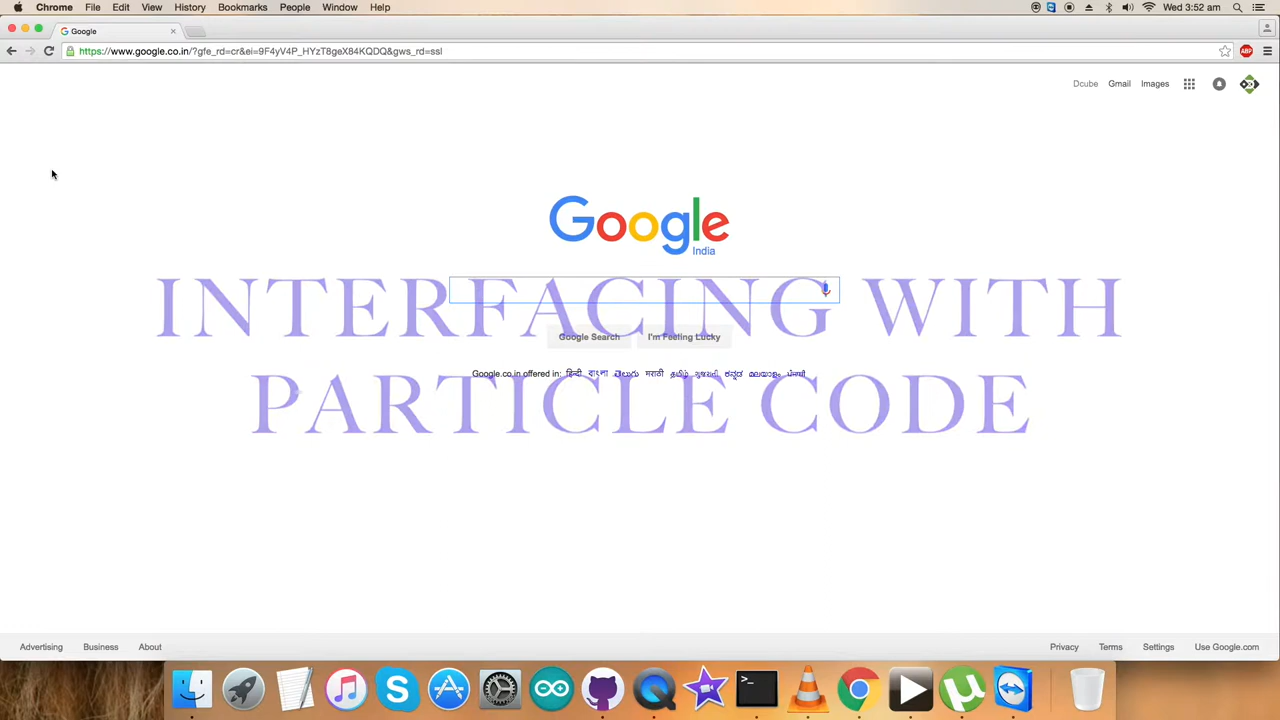 Chrome File Edit View History Bookmarks People Window Help Wed 3:52 am
Google
https://www.google.co.in/?gfe_rd=cr&ei=9F4yV4P_HYzT8geX84KQDQ&gws_rd=ssl ABP
Dcube Gmail Images
Google
India
INTERFACING WITH
Google Search I'm Feeling Lucky
Google.co.in offered in: हिन्दी বাংলা తెలుగు मराठी தமிழ் ગુજરાતી ಕನ್ನಡ മലയാളം ਪੰਜਾਬੀ
PARTICLE CODE
Advertising Business About Privacy Terms Settings Use Google.com